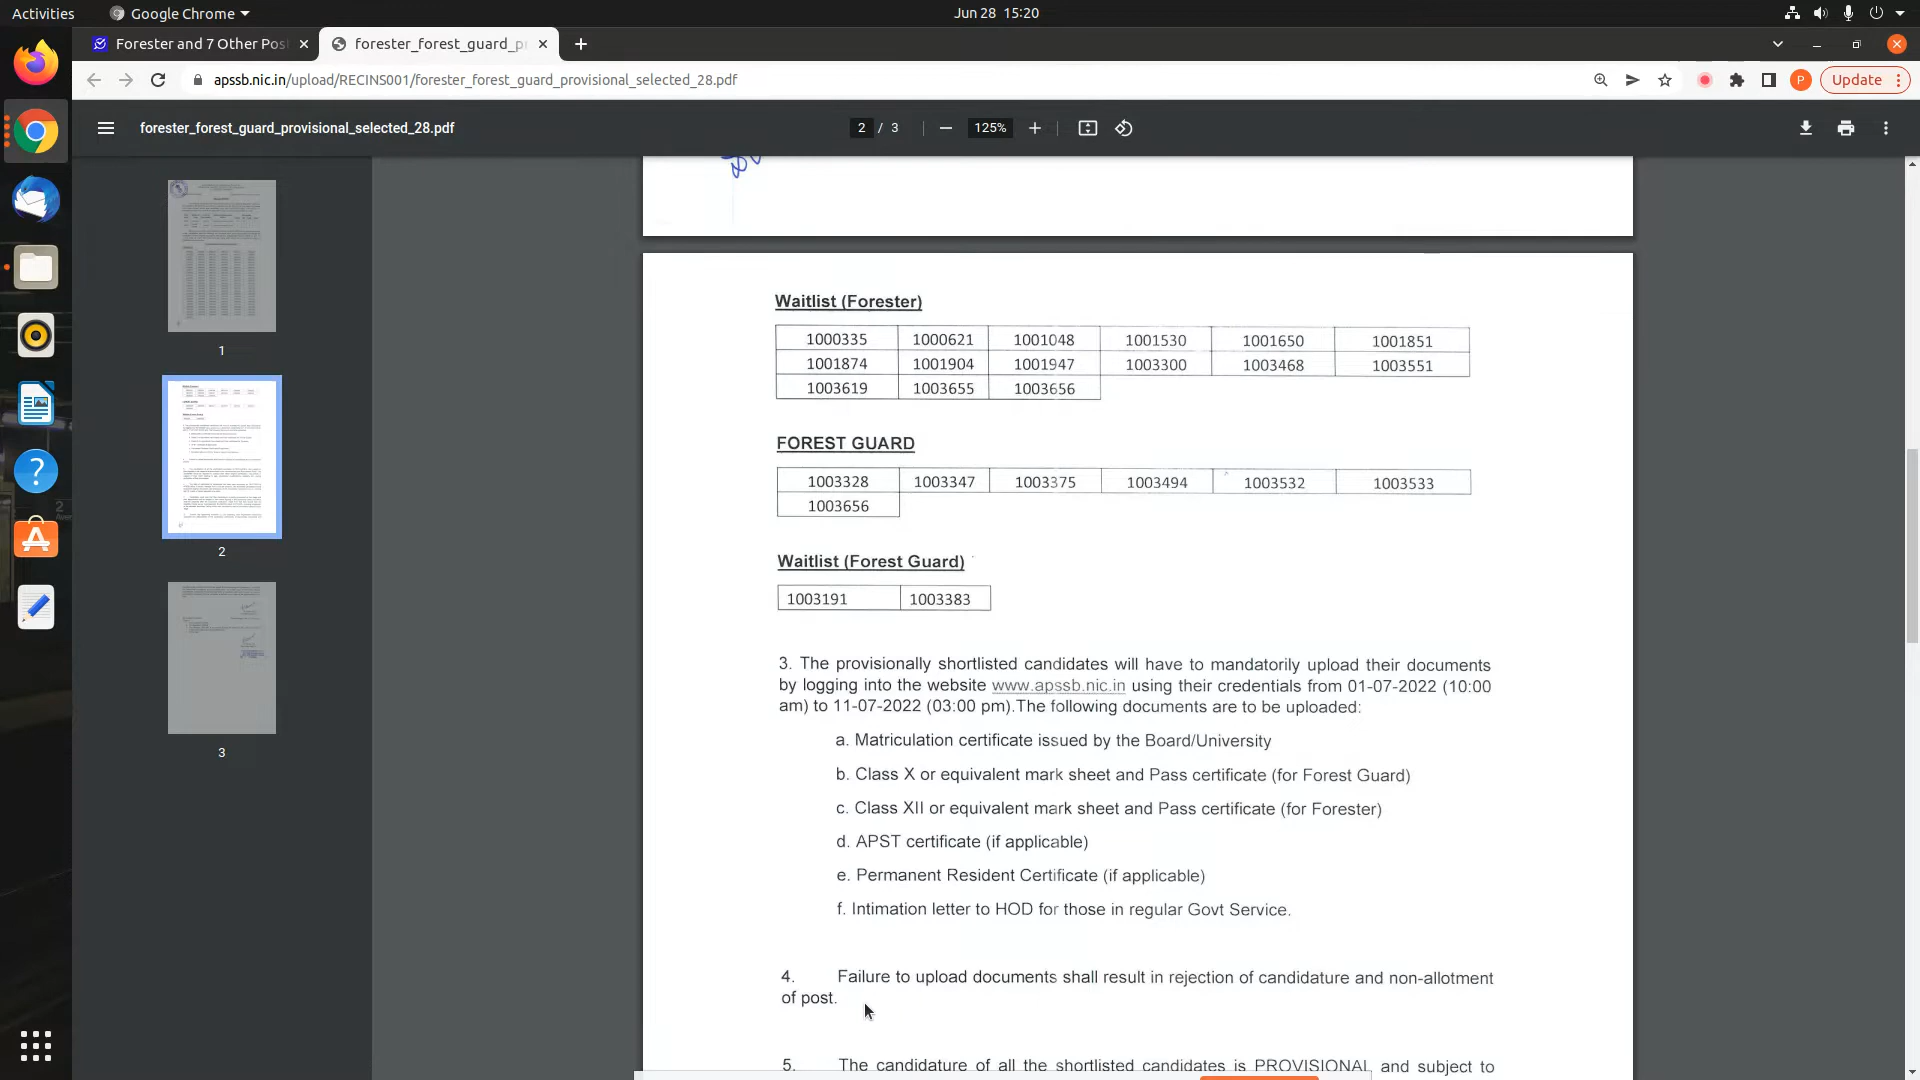 Activities
Google Chrome
Jun 28 15:20
Forester and 7 Other Pos
forester_forest_guard_p
apssb.nic.in/upload/RECINS001/forester_forest_guard_provisional_selected_28.pdf
P
Update
forester_forest_guard_provisional_selected_28.pdf
2 / 3
125%
1
2
3
Waitlist (Forester)
1000335 1000621 1001048 1001530 1001650 1001851
1001874 1001904 1001947 1003300 1003468 1003551
1003619 1003655 1003656
FOREST GUARD
1003328 1003347 1003375 1003494 1003532 1003533
1003656
Waitlist (Forest Guard)
1003191 1003383
3. The provisionally shortlisted candidates will have to mandatorily upload their documents
by logging into the website www.apssb.nic.in using their credentials from 01-07-2022 (10:00
am) to 11-07-2022 (03:00 pm).The following documents are to be uploaded:
a. Matriculation certificate issued by the Board/University
b. Class X or equivalent mark sheet and Pass certificate (for Forest Guard)
c. Class XII or equivalent mark sheet and Pass certificate (for Forester)
d. APST certificate (if applicable)
e. Permanent Resident Certificate (if applicable)
f. Intimation letter to HOD for those in regular Govt Service.
4. Failure to upload documents shall result in rejection of candidature and non-allotment
of post.
5. The candidature of all the shortlisted candidates is PROVISIONAL and subject to